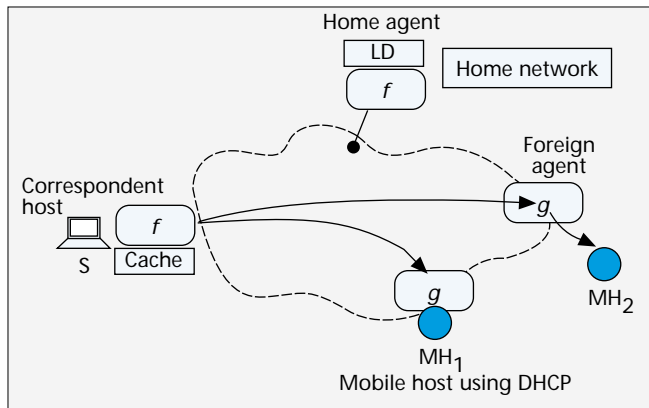 Home agent
LD
f
Home network
Foreign
agent
g
Correspondent
host
f
S
Cache
g
MH2
MH1
Mobile host using DHCP